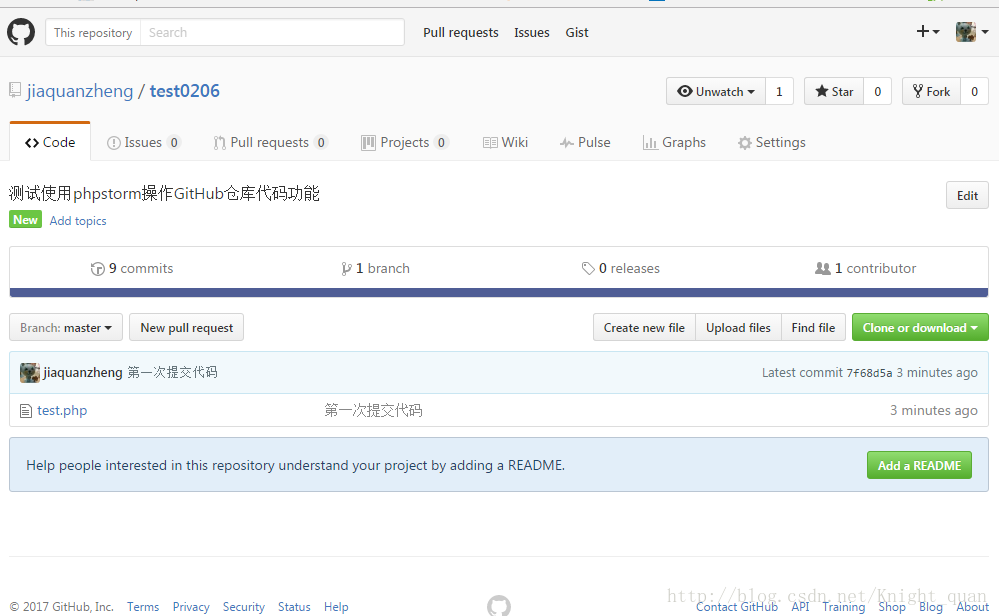 This repository Search Pull requests Issues Gist
jiaquanzheng / test0206 Unwatch 1 Star 0 Fork 0
Code Issues 0 Pull requests 0 Projects 0 Wiki Pulse Graphs Settings
测试使用phpstorm操作GitHub仓库代码功能 Edit
New Add topics
9 commits 1 branch 0 releases 1 contributor
Branch: master New pull request Create new file Upload files Find file Clone or download
jiaquanzheng 第一次提交代码 Latest commit 7f68d5a 3 minutes ago
test.php 第一次提交代码 3 minutes ago
Help people interested in this repository understand your project by adding a README. Add a README
http://blog.csdn.net/Knight_quan
© 2017 GitHub, Inc. Terms Privacy Security Status Help Contact GitHub API Training Shop Blog About